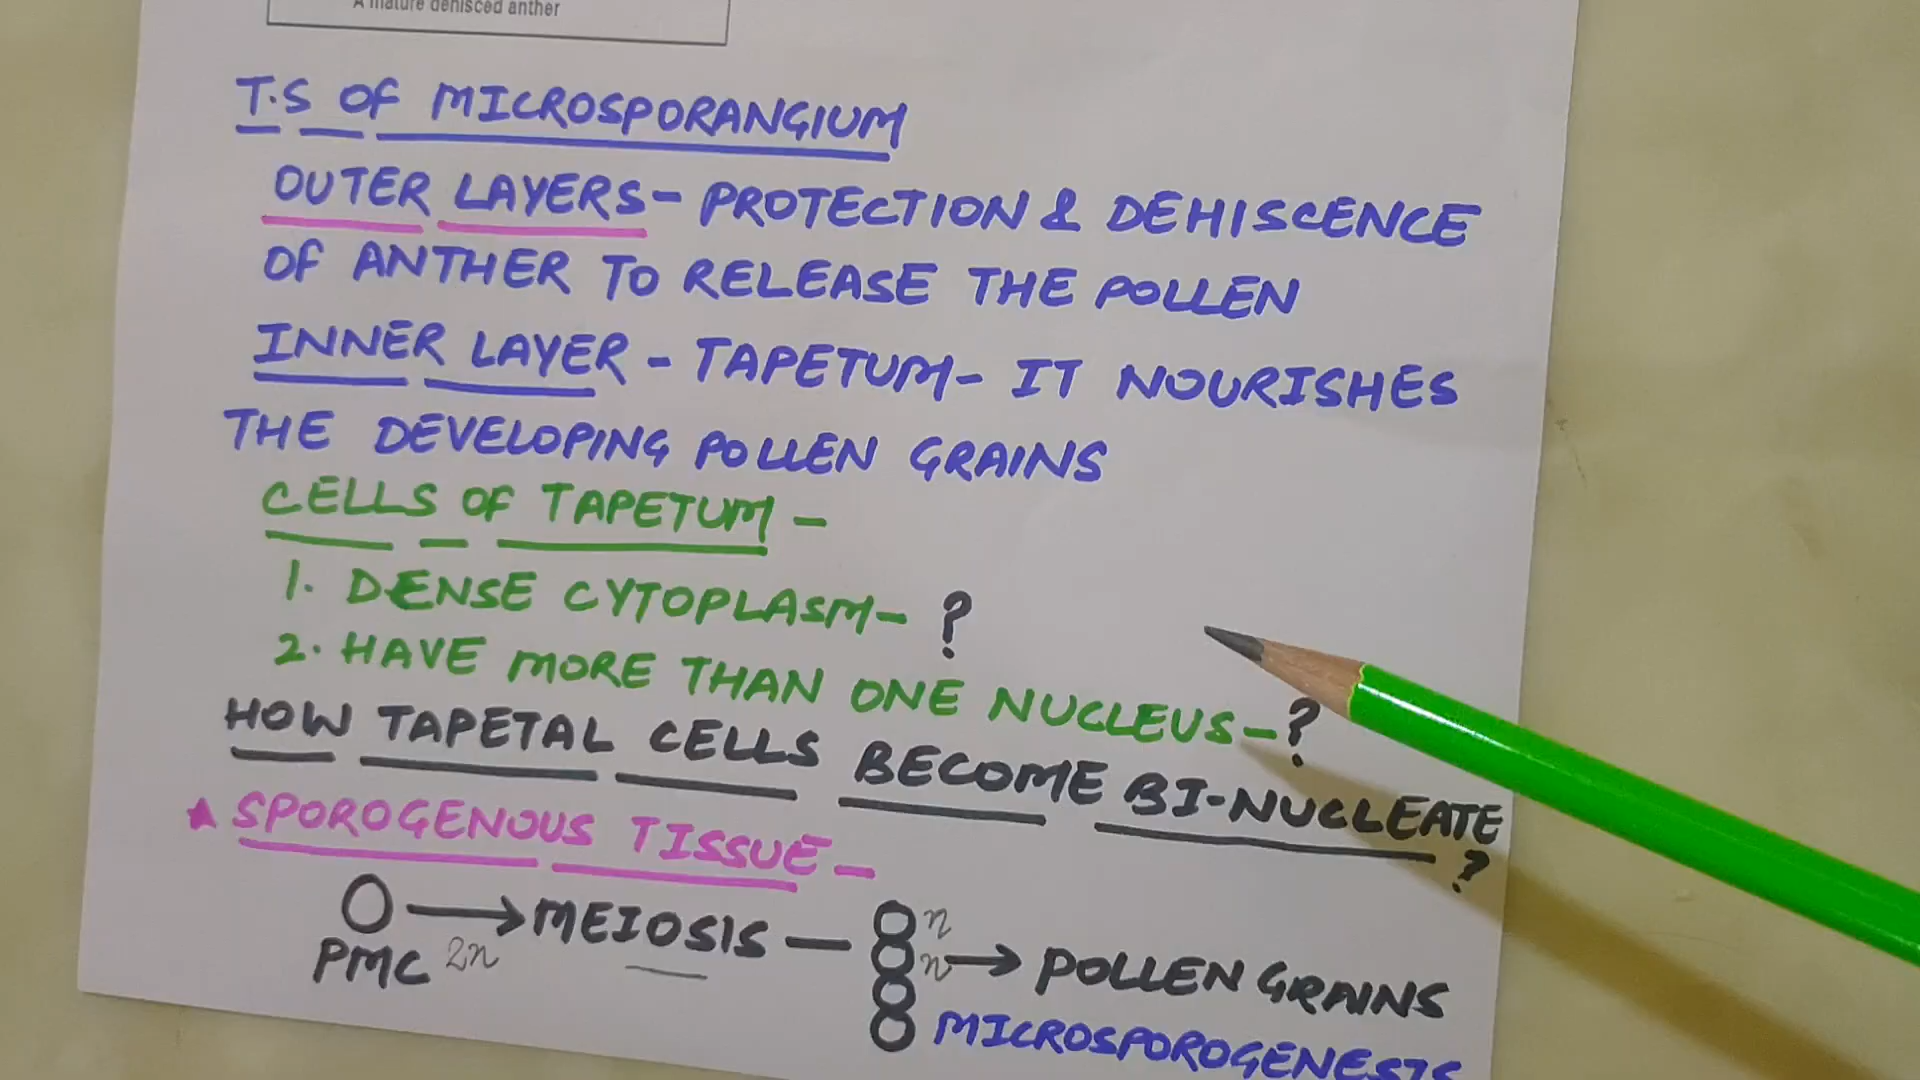 A mature dehisced anther
T.S OF MICROSPORANGIUM
OUTER LAYERS- PROTECTION & DEHISCENCE
OF ANTHER TO RELEASE THE POLLEN
INNER LAYER - TAPETUM- IT NOURISHES
THE DEVELOPING POLLEN GRAINS
CELLS OF TAPETUM -
1. DENSE CYTOPLASM- ?
2. HAVE MORE THAN ONE NUCLEUS-?
HOW TAPETAL CELLS BECOME BI-NUCLEATE
?
★ SPOROGENOUS TISSUE -
O → MEIOSIS - n
PMC 2n n → POLLEN GRAINS
MICROSPOROGENESIS